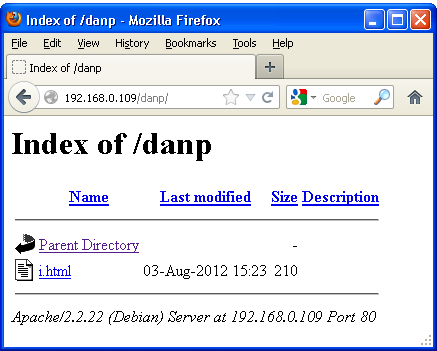 Index of /danp - Mozilla Firefox
File Edit View History Bookmarks Tools Help
Index of /danp
192.168.0.109/danp/ Google
Index of /danp
Name Last modified Size Description
Parent Directory -
i.html 03-Aug-2012 15:23 210
Apache/2.2.22 (Debian) Server at 192.168.0.109 Port 80